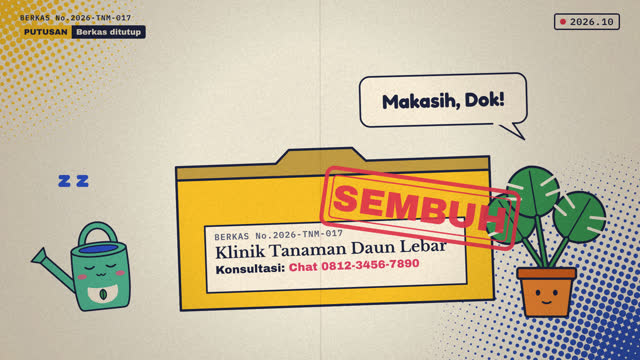 BERKAS No.2026-TNM-017
PUTUSAN Berkas ditutup
2026.10
Makasih, Dok!
z z
SEMBUH
BERKAS No.2026-TNM-017
Klinik Tanaman Daun Lebar
Konsultasi: Chat 0812-3456-7890